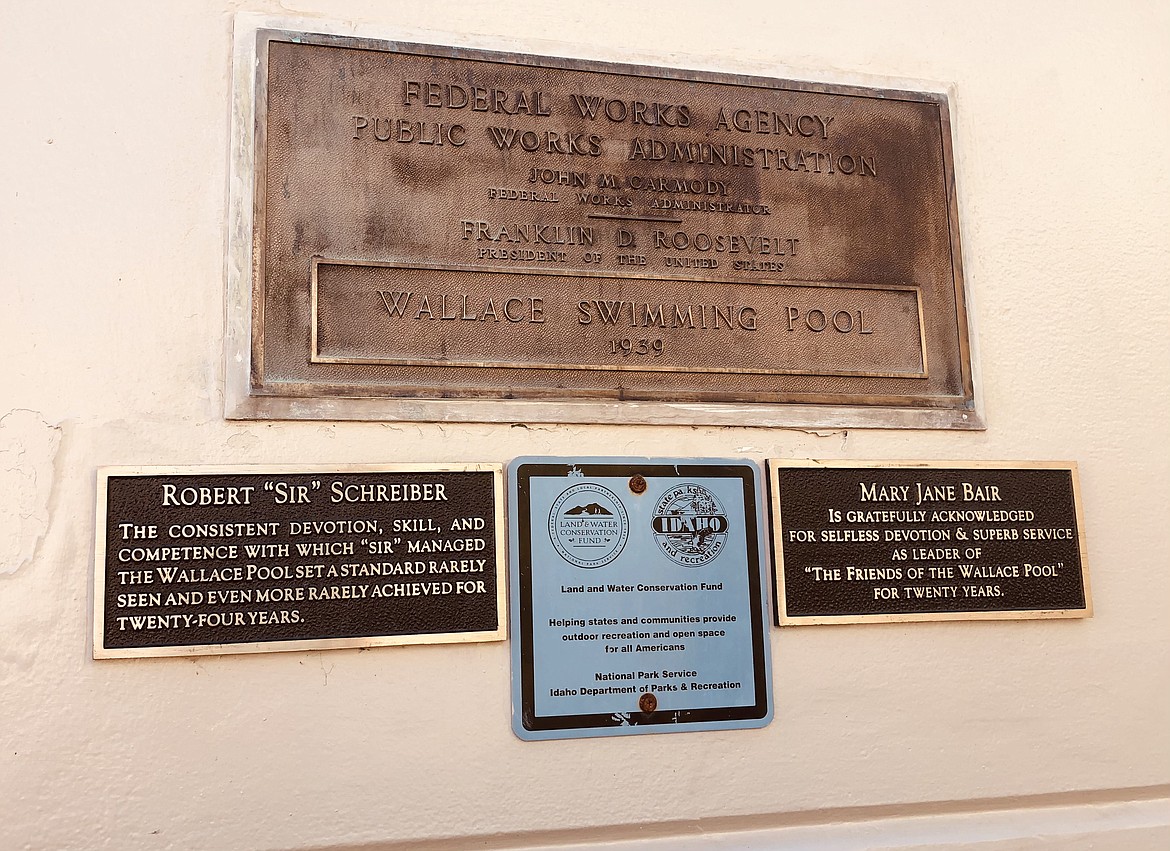 FEDERAL WORKS AGENCY
PUBLIC WORKS ADMINISTRATION
JOHN M. CARMODY
FEDERAL WORKS ADMINISTRATOR
FRANKLIN D. ROOSEVELT
PRESIDENT OF THE UNITED STATES
WALLACE SWIMMING POOL
1939
ROBERT "SIR" SCHREIBER
THE CONSISTENT DEVOTION, SKILL, AND
COMPETENCE WITH WHICH "SIR" MANAGED
THE WALLACE POOL SET A STANDARD RARELY
SEEN AND EVEN MORE RARELY ACHIEVED FOR
TWENTY-FOUR YEARS.
LAND & WATER
CONSERVATION
FUND
state parks
IDAHO
and recreation
Land and Water Conservation Fund
Helping states and communities provide
outdoor recreation and open space
for all Americans
National Park Service
Idaho Department of Parks & Recreation
MARY JANE BAIR
IS GRATEFULLY ACKNOWLEDGED
FOR SELFLESS DEVOTION & SUPERB SERVICE
AS LEADER OF
"THE FRIENDS OF THE WALLACE POOL"
FOR TWENTY YEARS.